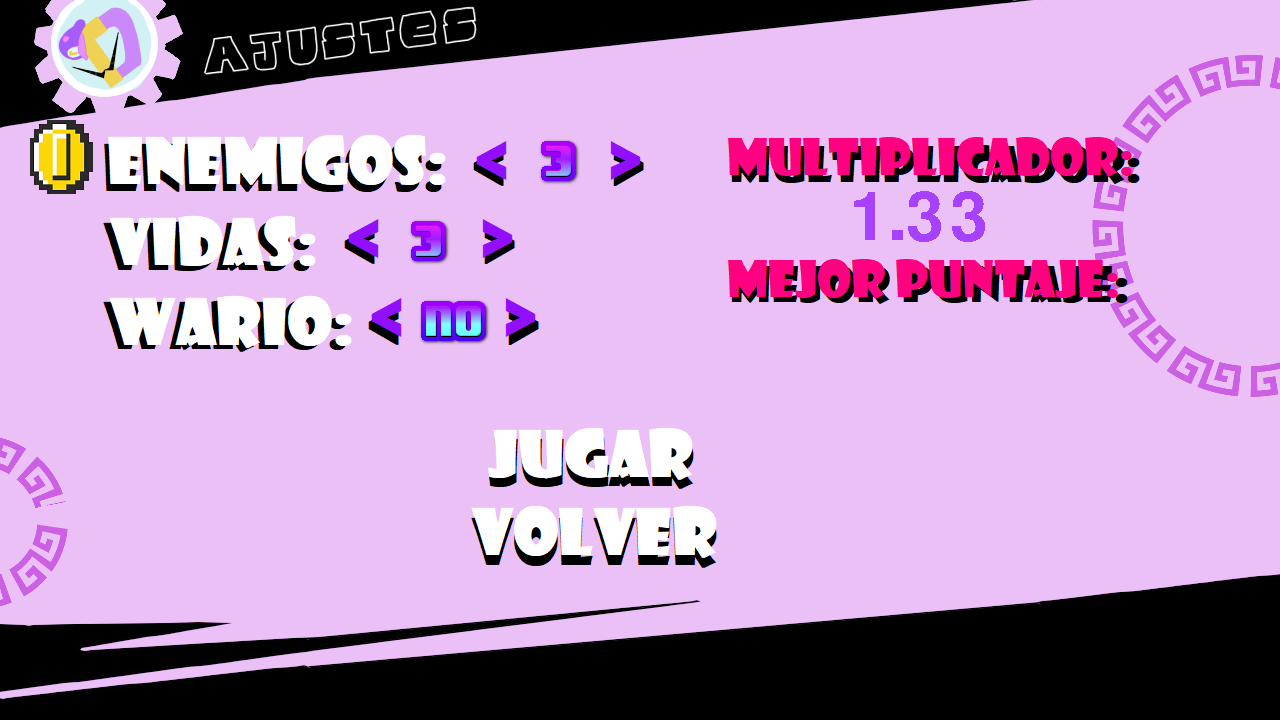 AJUSTES
ENEMIGOS: < 3 >
VIDAS: < 3 >
WARIO: < NO >
MULTIPLICADOR:
1.33
MEJOR PUNTAJE:
JUGAR
VOLVER